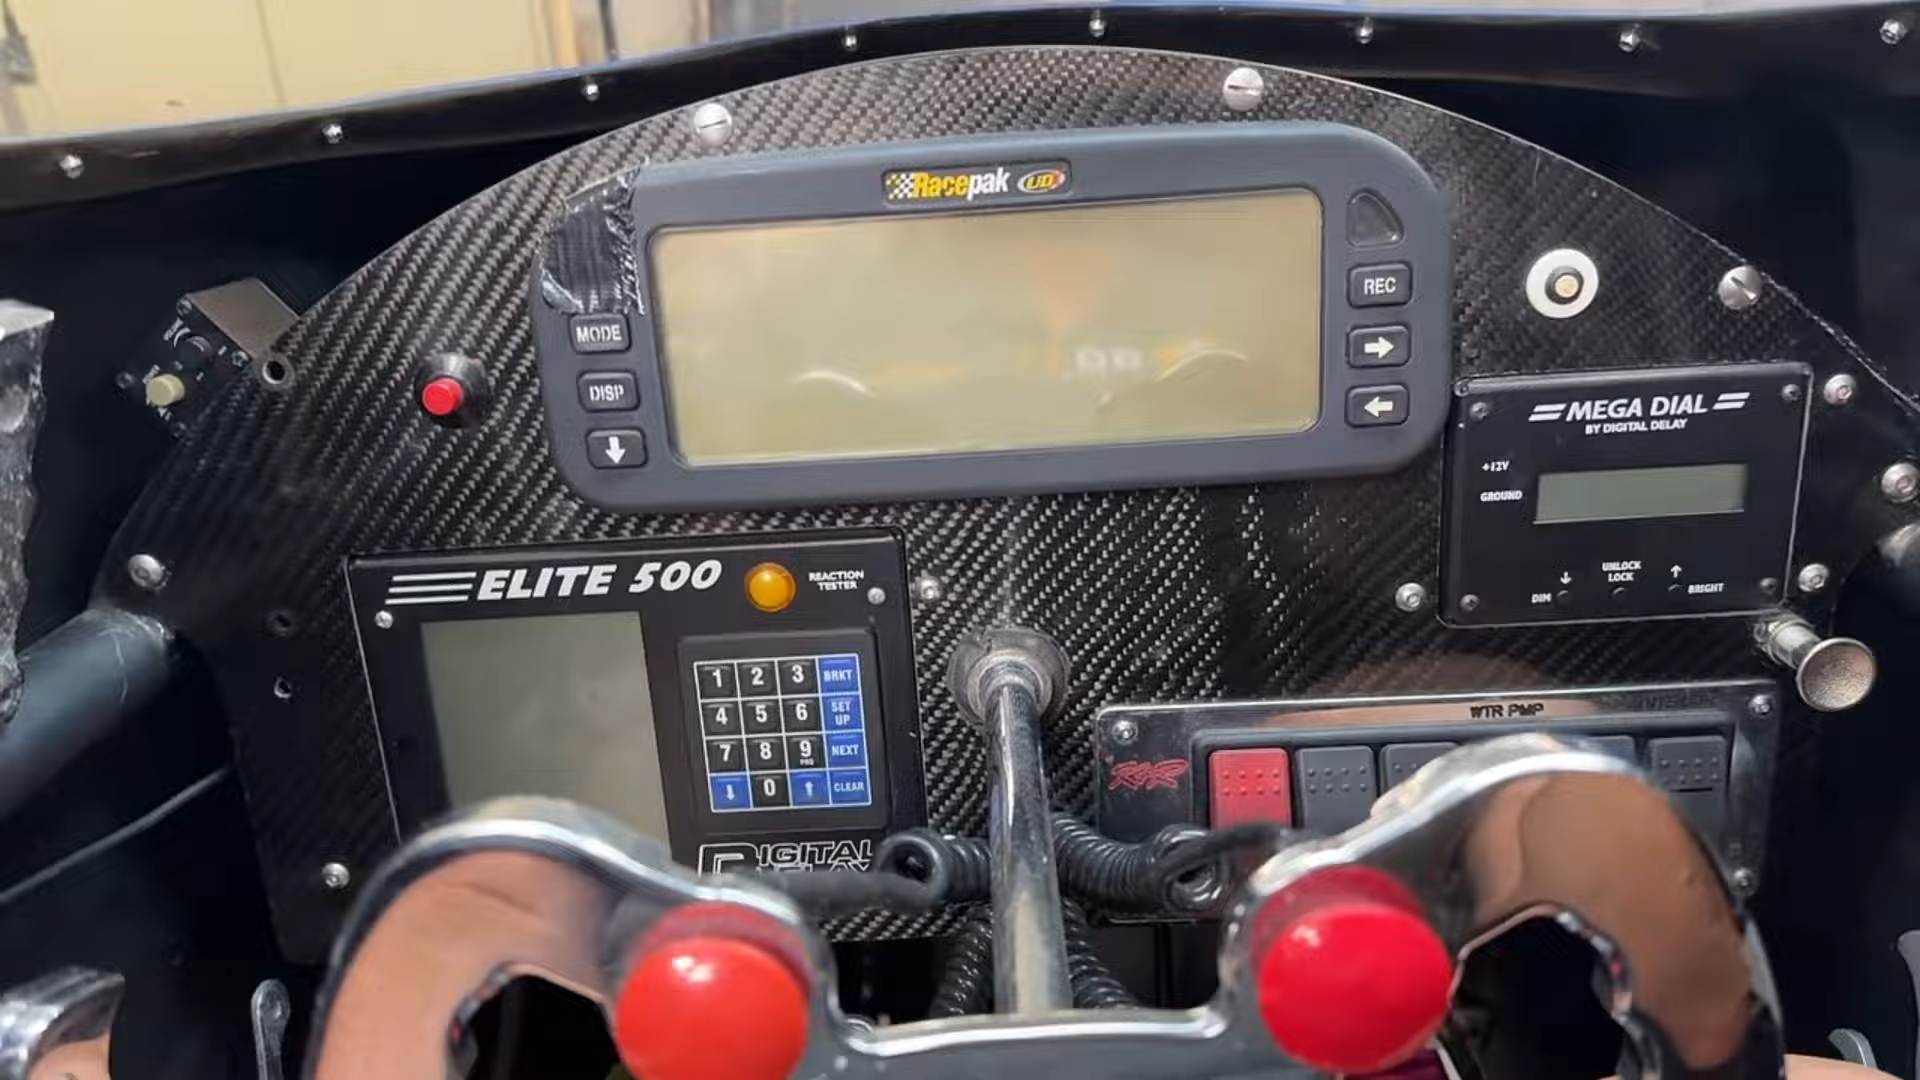 Racepak UDX
REC
MODE
DISP
MEGA DIAL
BY DIGITAL DELAY
+12V
GROUND
UNLOCK
LOCK
DIM
BRIGHT
ELITE 500
REACTION
TESTER
1 2 3 BRKT
4 5 6 SET UP
7 8 9 NEXT
PRG
0 CLEAR
DIGITAL
DELAY
WTR PMP